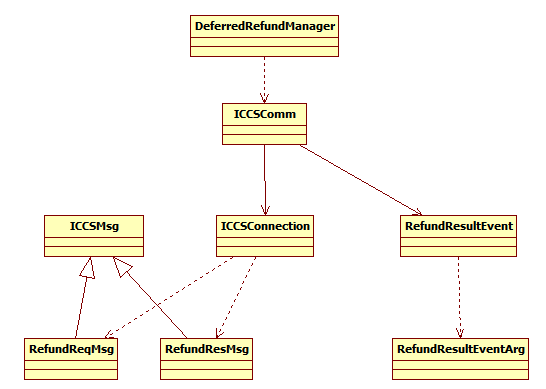 DeferredRefundManager
ICCSComm
ICCSMsg
ICCSConnection
RefundResultEvent
RefundReqMsg
RefundResMsg
RefundResultEventArg